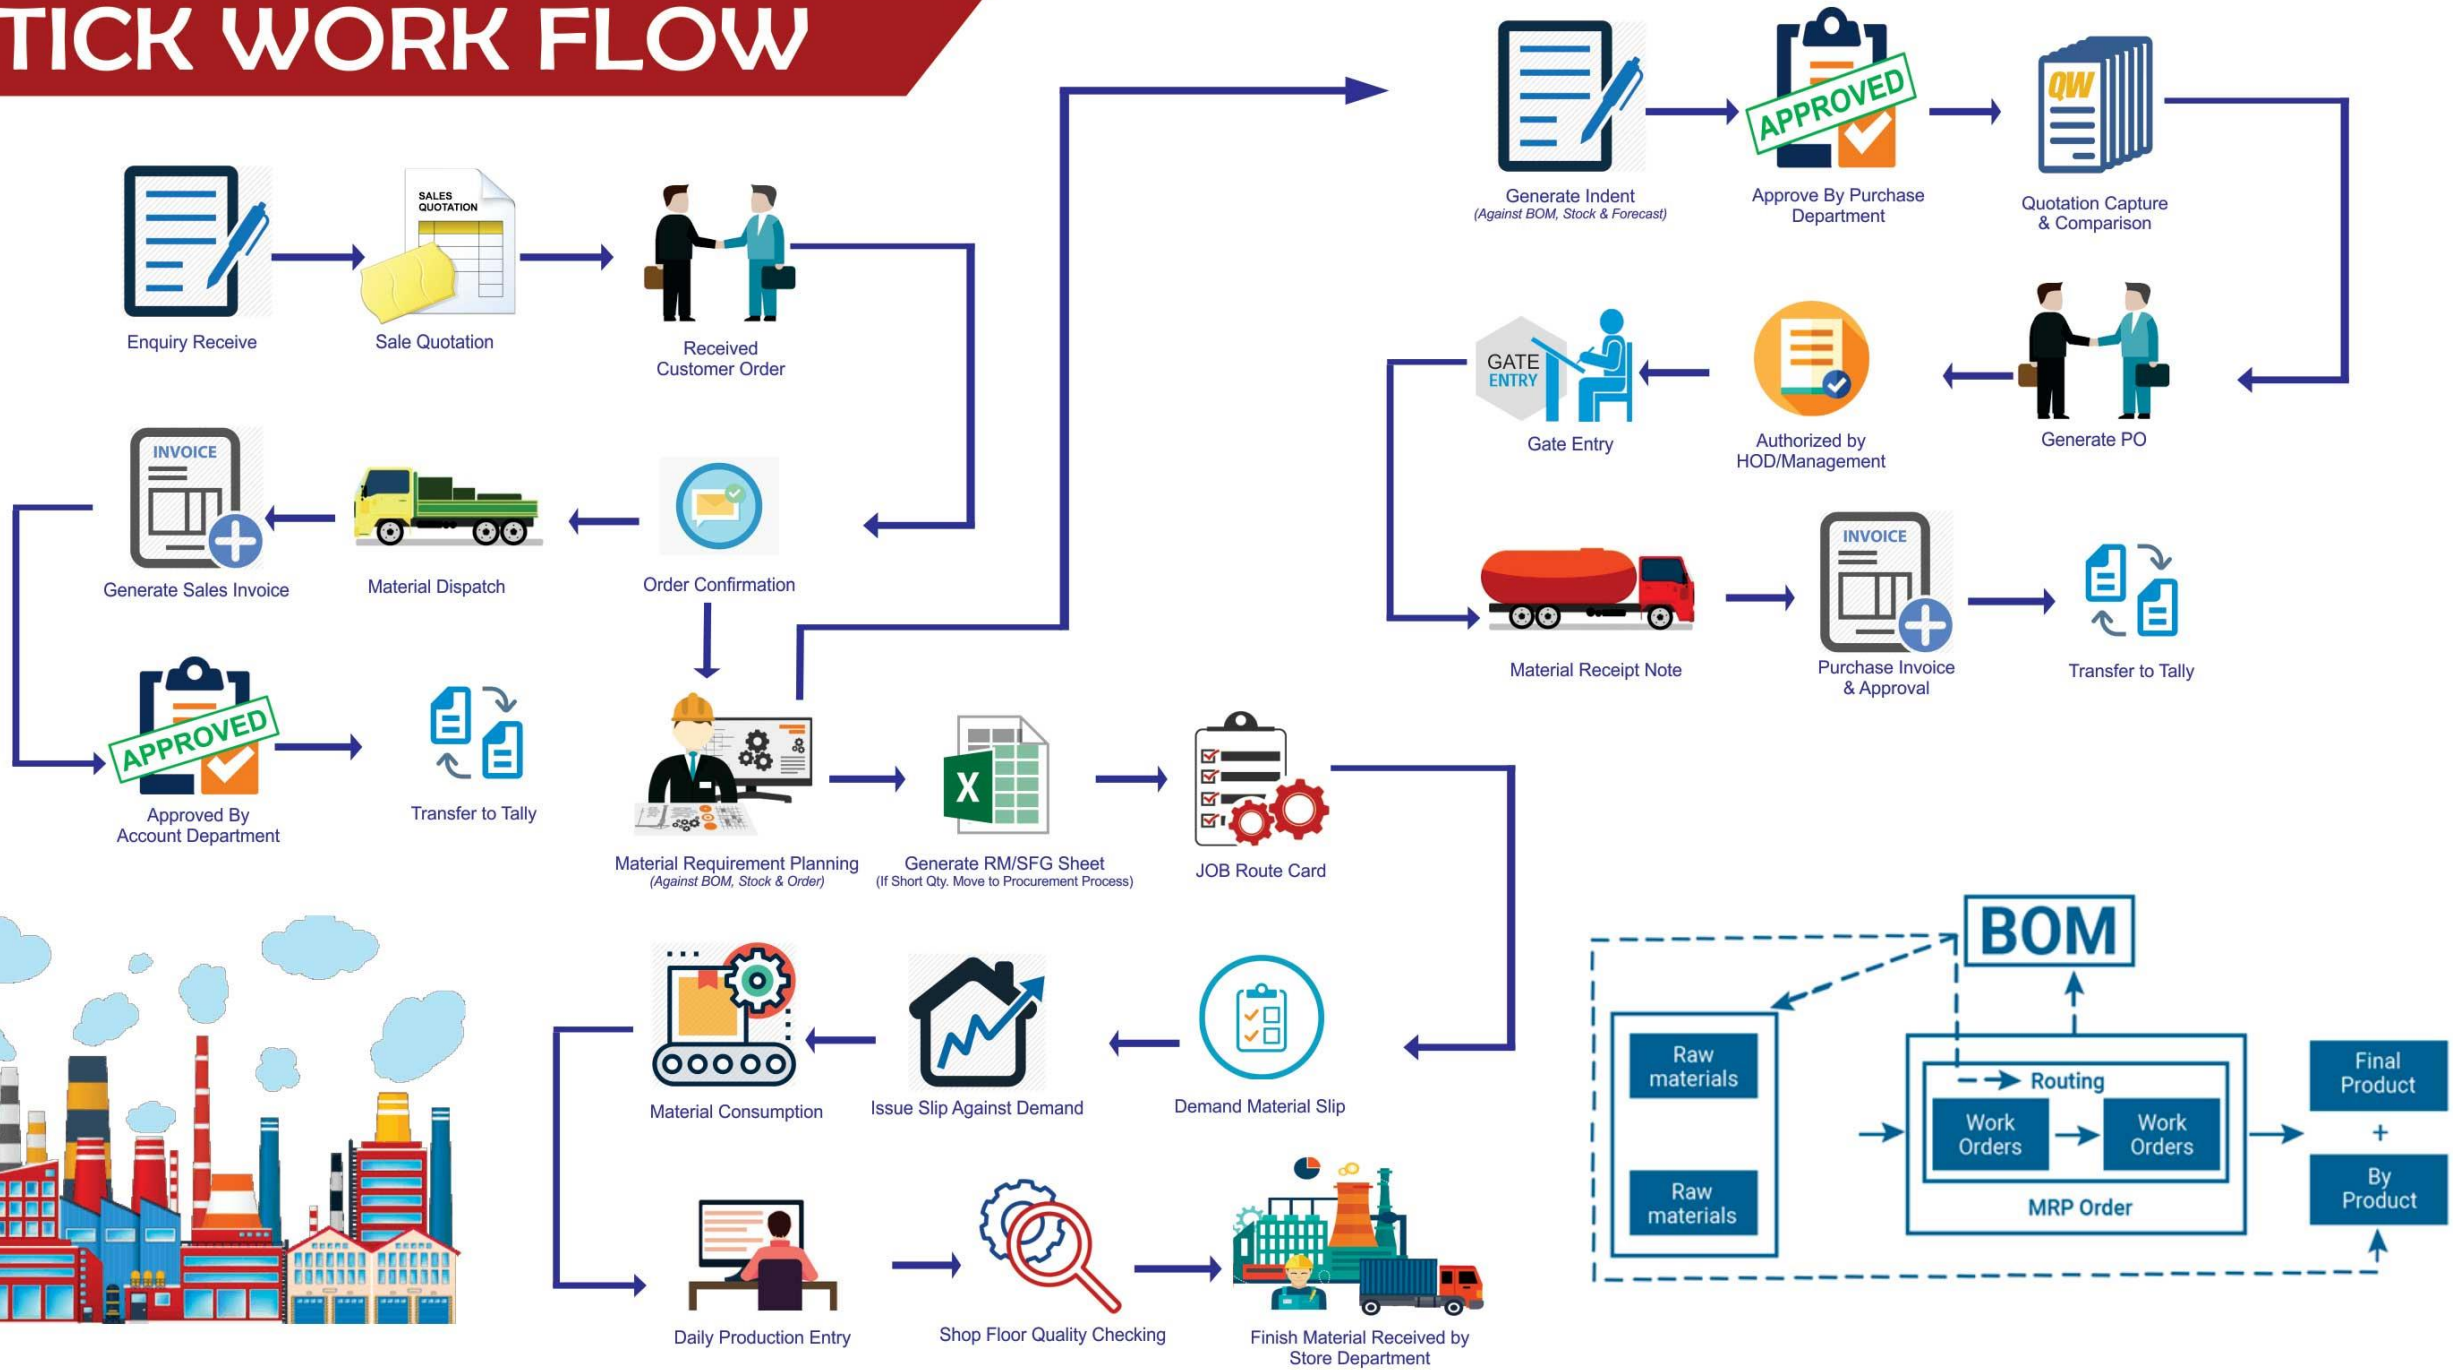 TICK WORK FLOW
SALES
QUOTATION
Enquiry Receive
Sale Quotation
Received
Customer Order
INVOICE
Generate Sales Invoice
Material Dispatch
Order Confirmation
APPROVED
Approved By
Account Department
Transfer to Tally
Material Requirement Planning
(Against BOM, Stock & Order)
X
Generate RM/SFG Sheet
(If Short Qty. Move to Procurement Process)
JOB Route Card
Material Consumption
Issue Slip Against Demand
Demand Material Slip
Daily Production Entry
Shop Floor Quality Checking
Finish Material Received by
Store Department
Generate Indent
(Against BOM, Stock & Forecast)
APPROVED
Approve By Purchase
Department
QW
Quotation Capture
& Comparison
GATE
ENTRY
Gate Entry
Authorized by
HOD/Management
Generate PO
Material Receipt Note
INVOICE
Purchase Invoice
& Approval
Transfer to Tally
BOM
Raw
materials
Raw
materials
Routing
Work
Orders
Work
Orders
MRP Order
Final
Product
+
By
Product